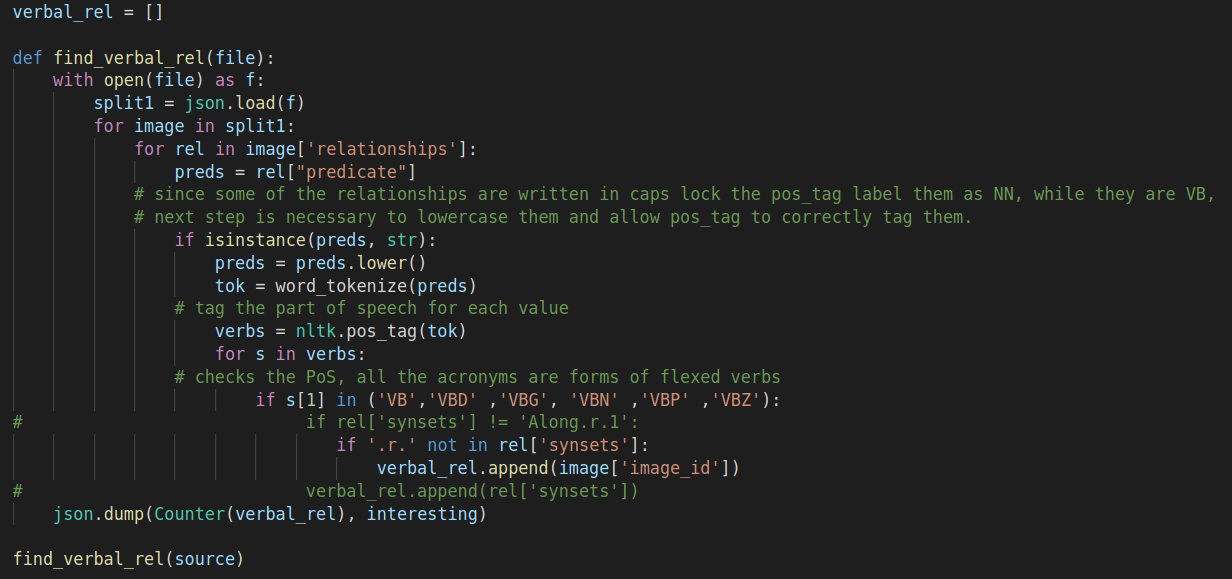 verbal_rel = []
def find_verbal_rel(file):
    with open(file) as f:
        split1 = json.load(f)
        for image in split1:
            for rel in image['relationships']:
                preds = rel["predicate"]
            # since some of the relationships are written in caps lock the pos_tag label them as NN, while they are VB,
            # next step is necessary to lowercase them and allow pos_tag to correctly tag them.
                if isinstance(preds, str):
                    preds = preds.lower()
                    tok = word_tokenize(preds)
                # tag the part of speech for each value
                    verbs = nltk.pos_tag(tok)
                    for s in verbs:
                # checks the PoS, all the acronyms are forms of flexed verbs
                        if s[1] in ('VB','VBD' ,'VBG', 'VBN' ,'VBP' ,'VBZ'):
#                            if rel['synsets'] != 'Along.r.1':
                                if '.r.' not in rel['synsets']:
                                    verbal_rel.append(image['image_id'])
#                            verbal_rel.append(rel['synsets'])
    json.dump(Counter(verbal_rel), interesting)
find_verbal_rel(source)